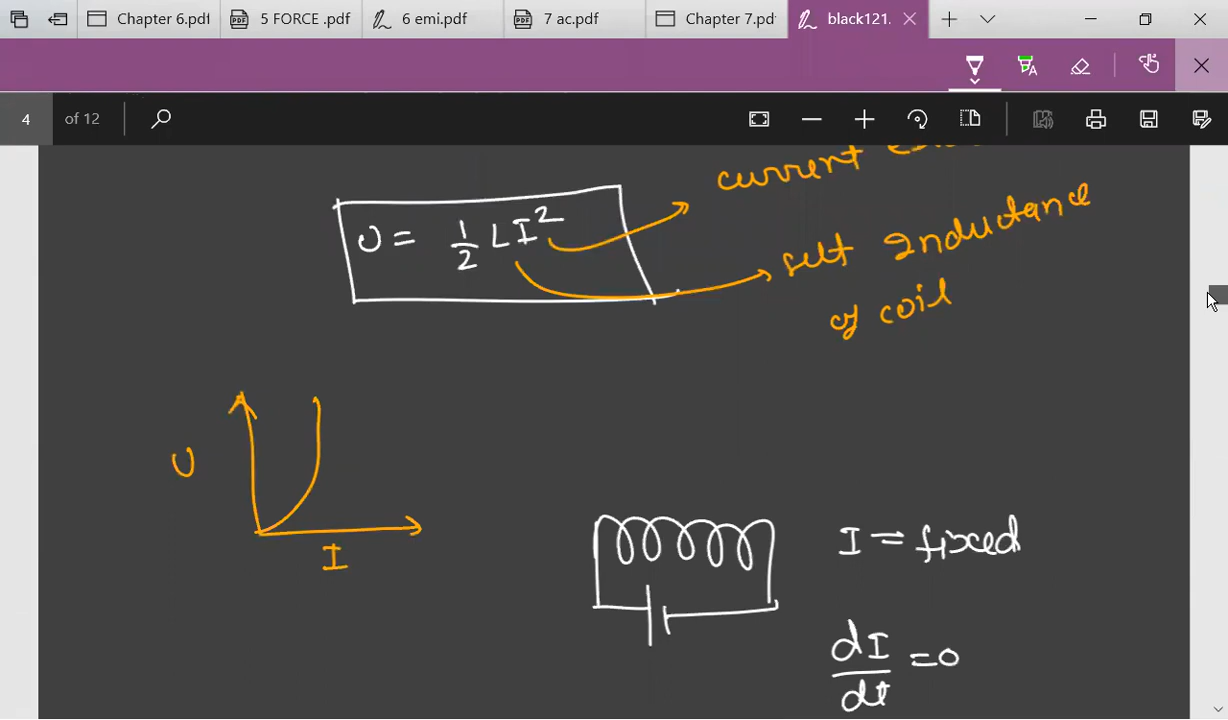 Chapter 6.pdf
5 FORCE .pdf
6 emi.pdf
7 ac.pdf
Chapter 7.pdf
black121.
4 of 12
current
U = 1/2 LI²
self Inductance
of coil
U
I
I = fixed
dI/dt = 0